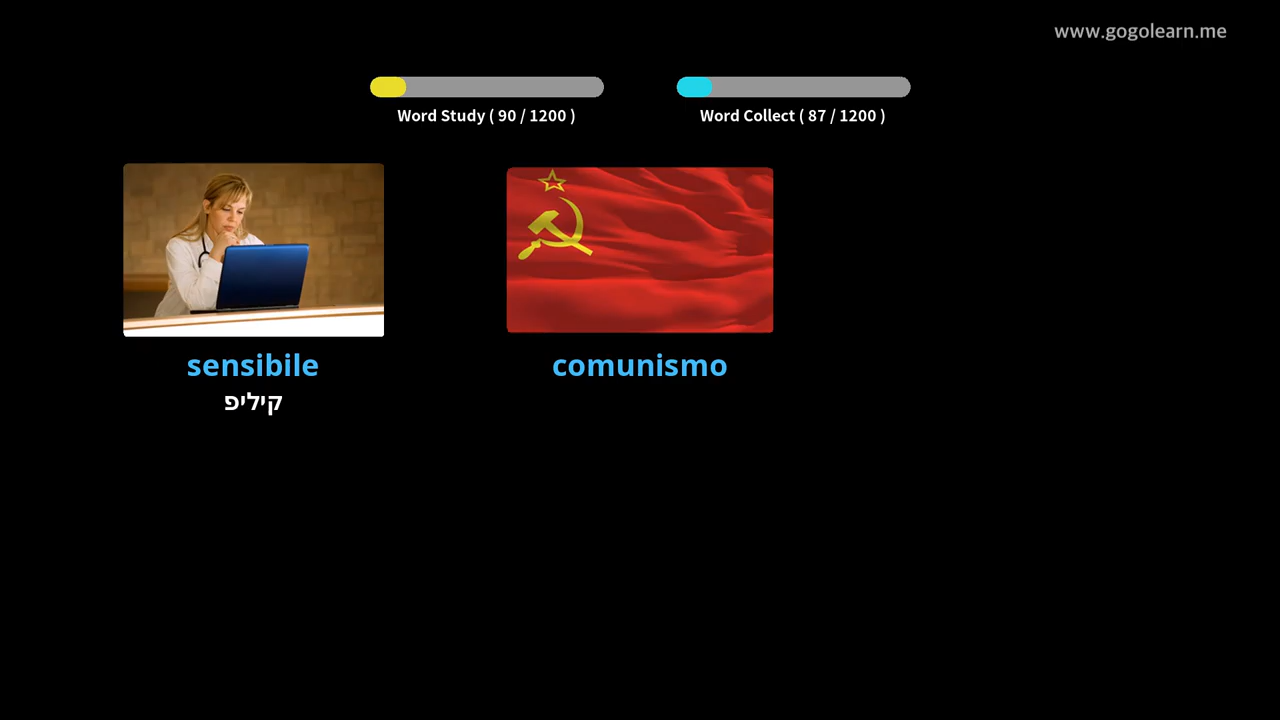 www.gogolearn.me
Word Study ( 90 / 1200 )
Word Collect ( 87 / 1200 )
sensibile
קיליפ
comunismo